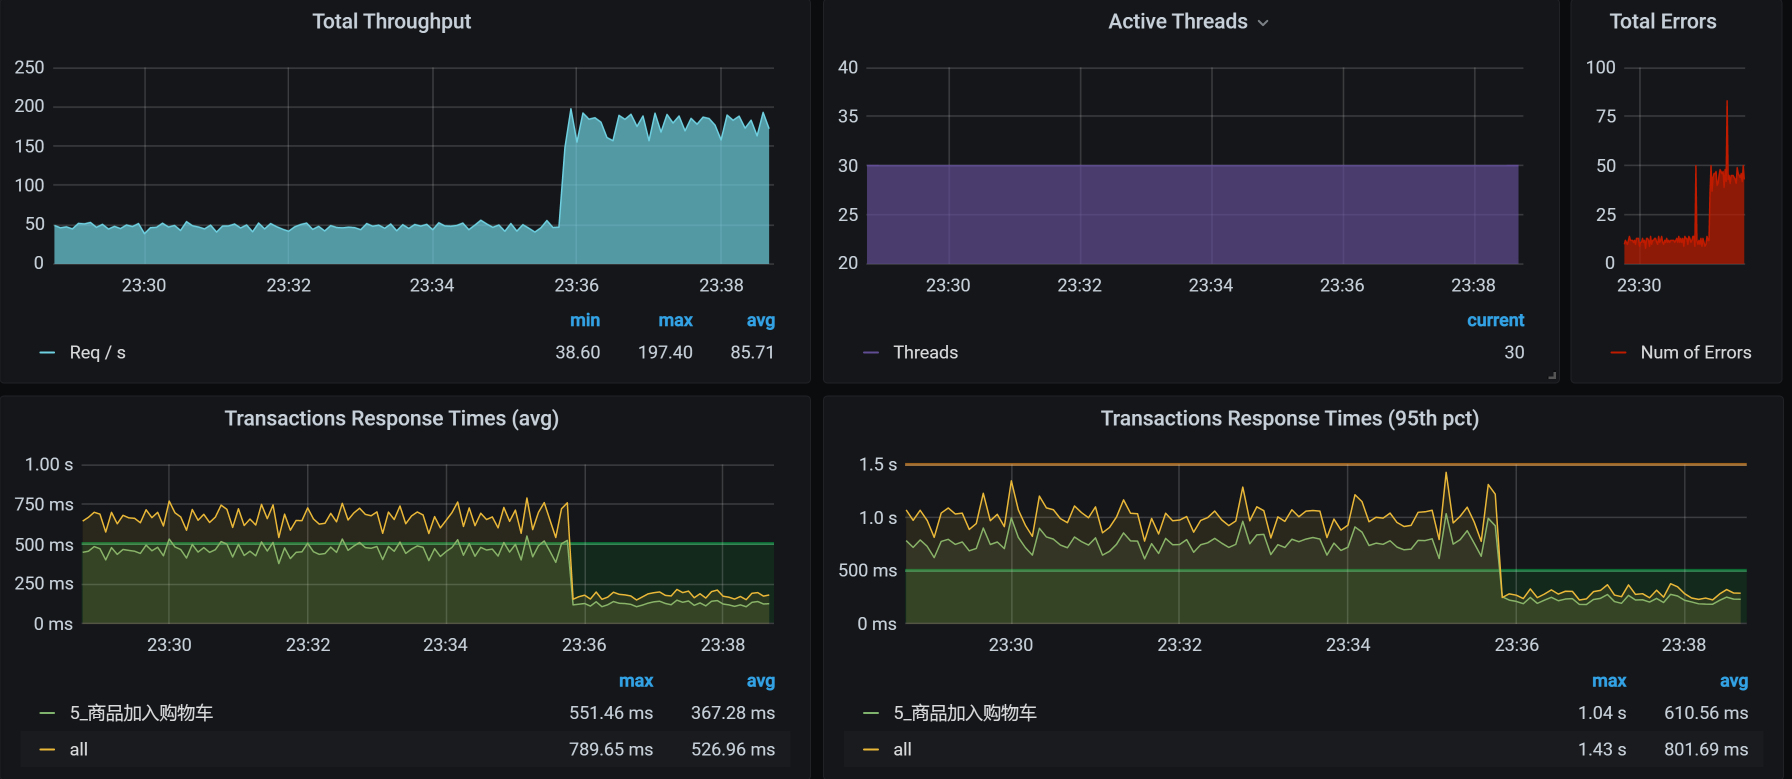 Total Throughput
250
200
150
100
50
0
23:30 23:32 23:34 23:36 23:38
min max avg
Req / s 38.60 197.40 85.71
Active Threads
40
35
30
25
20
23:30 23:32 23:34 23:36 23:38
current
Threads 30
Total Errors
100
75
50
25
0
23:30
Num of Errors
Transactions Response Times (avg)
1.00 s
750 ms
500 ms
250 ms
0 ms
23:30 23:32 23:34 23:36 23:38
max avg
5_商品加入购物车 551.46 ms 367.28 ms
all 789.65 ms 526.96 ms
Transactions Response Times (95th pct)
1.5 s
1.0 s
500 ms
0 ms
23:30 23:32 23:34 23:36 23:38
max avg
5_商品加入购物车 1.04 s 610.56 ms
all 1.43 s 801.69 ms